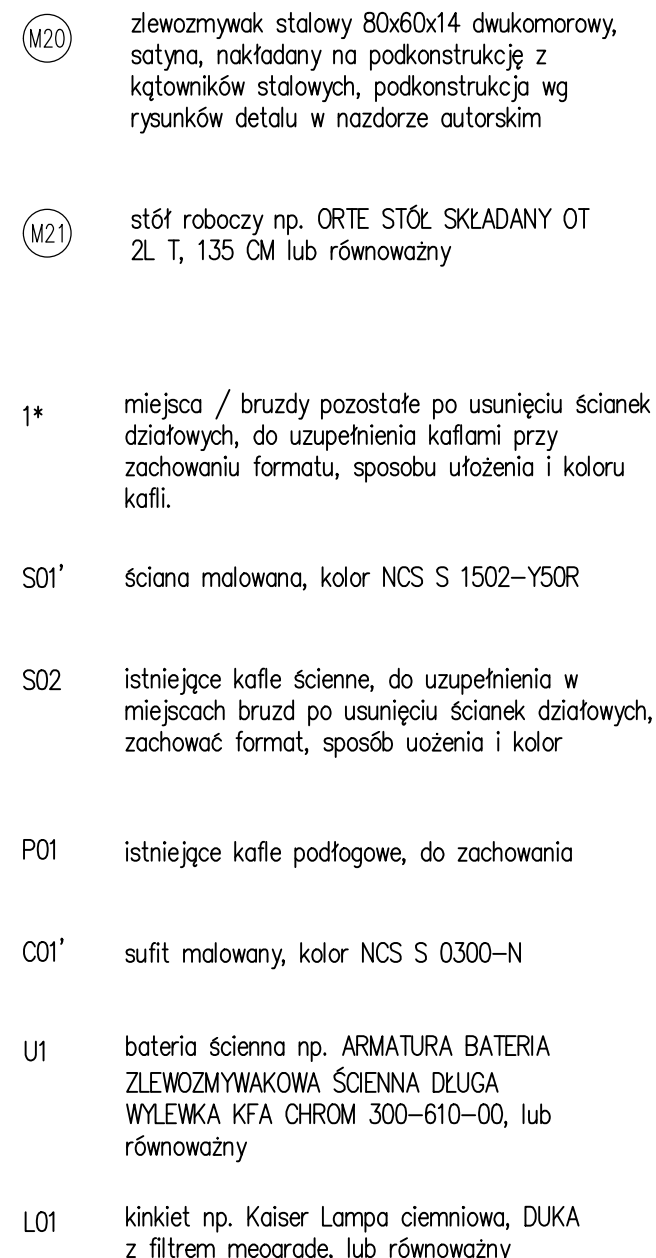 M20 zlewozmywak stalowy 80x60x14 dwukomorowy,
satyna, nakładany na podkonstrukcję z
kątowników stalowych, podkonstrukcja wg
rysunków detalu w nazdorze autorskim
M21 stół roboczy np. ORTE STÓŁ SKŁADANY OT
2L T, 135 CM lub równoważny
1* miejsca / bruzdy pozostałe po usunięciu ścianek
działowych, do uzupełnienia kaflami przy
zachowaniu formatu, sposobu ułożenia i koloru
kafli.
S01' ściana malowana, kolor NCS S 1502–Y50R
S02 istniejące kafle ścienne, do uzupełnienia w
miejscach bruzd po usunięciu ścianek działowych,
zachować format, sposób uożenia i kolor
P01 istniejące kafle podłogowe, do zachowania
C01' sufit malowany, kolor NCS S 0300–N
U1 bateria ścienna np. ARMATURA BATERIA
ZLEWOZMYWAKOWA ŚCIENNA DŁUGA
WYLEWKA KFA CHROM 300–610–00, lub
równoważny
L01 kinkiet np. Kaiser Lampa ciemniowa, DUKA
z filtrem meograde, lub równoważny